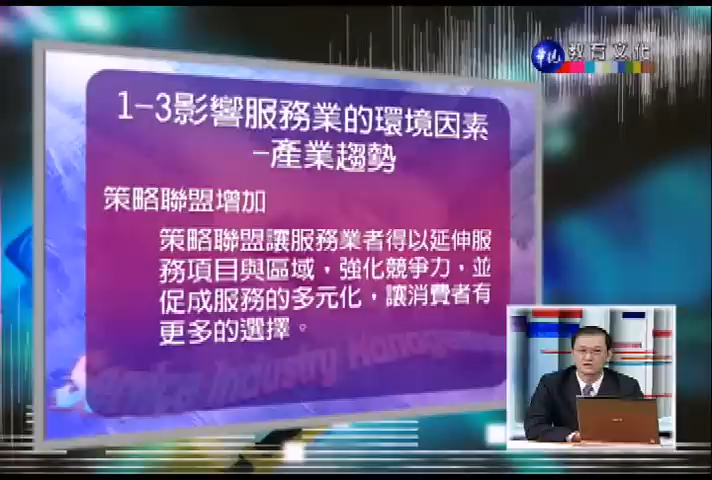 華視 教育文化
1-3影響服務業的環境因素
-產業趨勢
策略聯盟增加
策略聯盟讓服務業者得以延伸服
務項目與區域，強化競爭力，並
促成服務的多元化，讓消費者有
更多的選擇。
Service Industry Manage